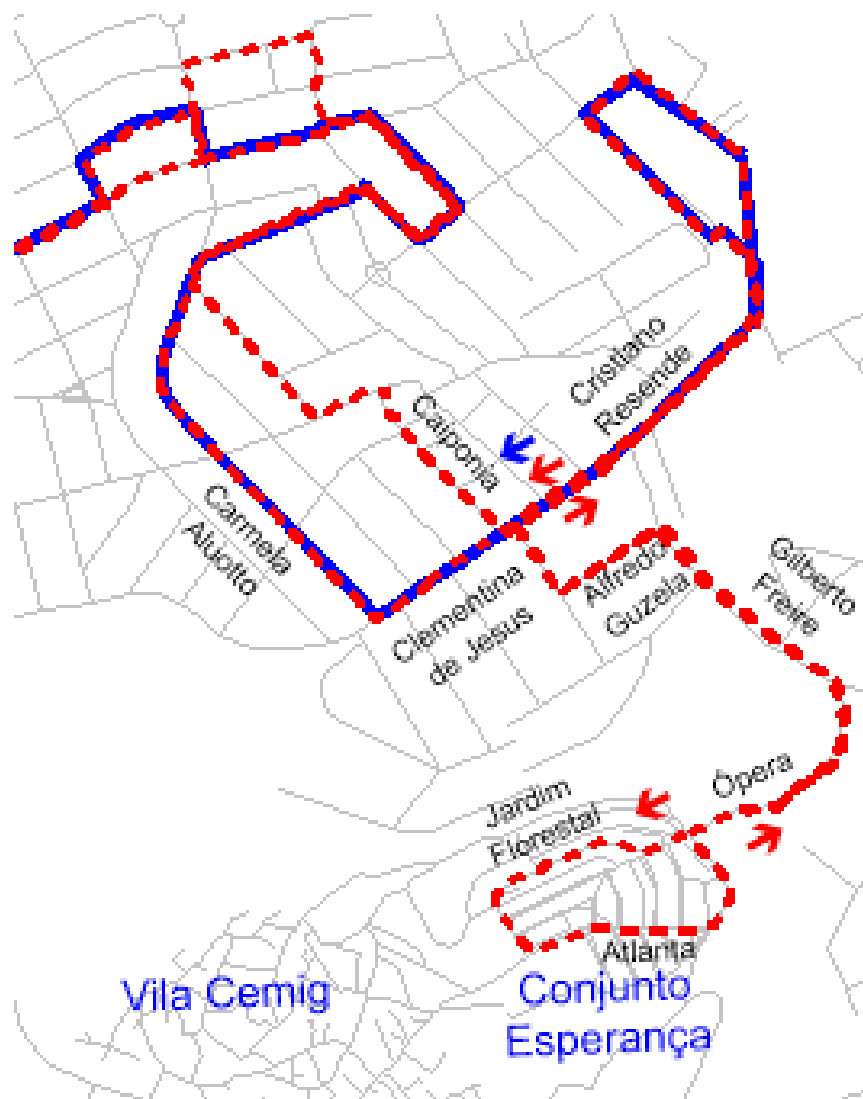 Cristiano
Resende
Caiponia
Carmela
Aluotto
Clementina
de Jesus
Alfredo
Guzela
Gilberto
Freire
Ópera
Jardim
Florestal
Atlanta
Vila Cemig
Conjunto
Esperança